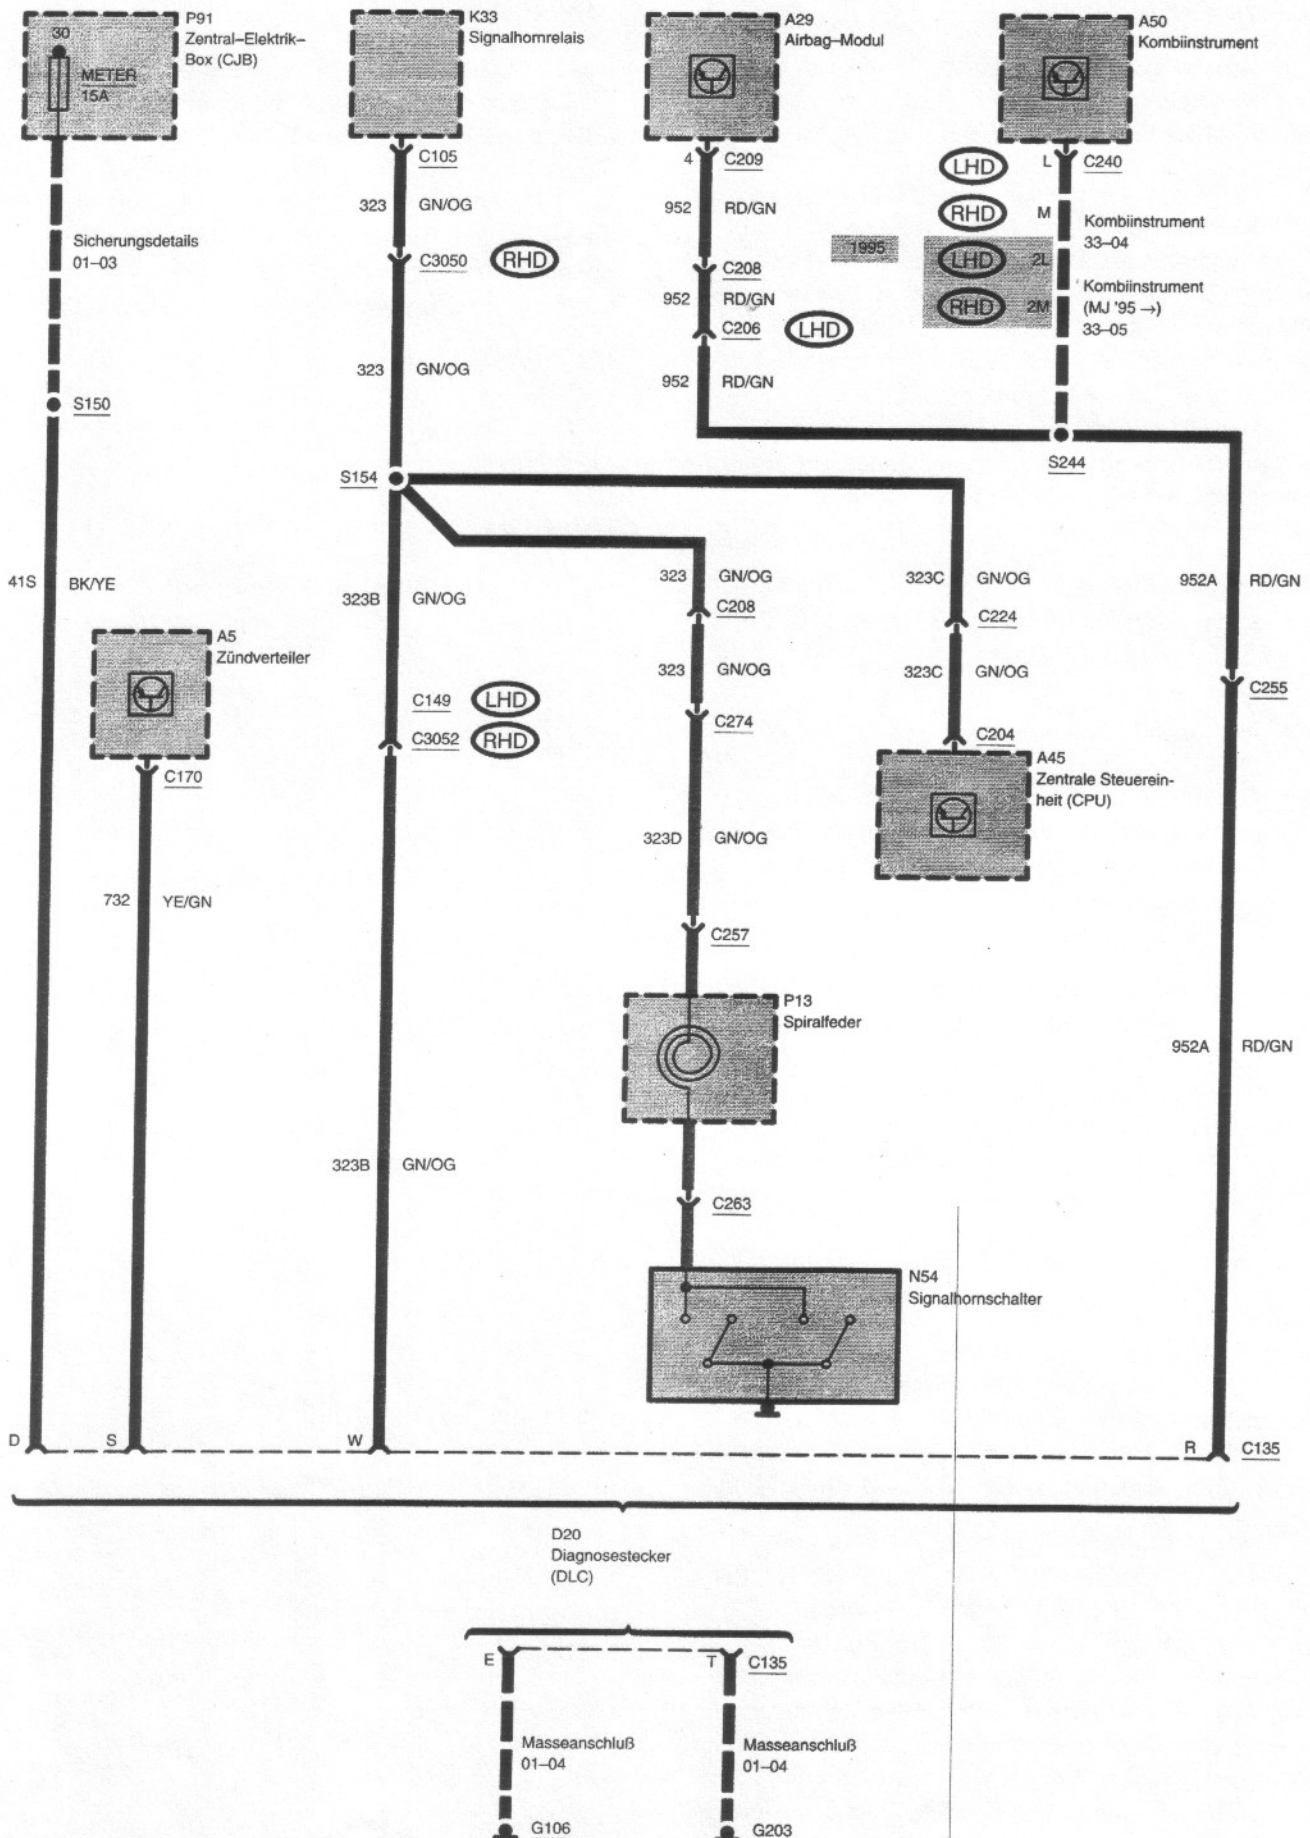 P91
Zentral–Elektrik–
Box (CJB)
30
METER
15A
K33
Signalhornrelais
A29
Airbag–Modul
A50
Kombiinstrument
C105
4
C209
LHD
L
C240
323
GN/OG
952
RD/GN
RHD
M
Kombiinstrument
33–04
Sicherungsdetails
01–03
C3050
RHD
1995
LHD
2L
C208
Kombiinstrument
(MJ '95 →)
33–05
RHD
2M
952
RD/GN
C206
LHD
323
GN/OG
952
RD/GN
S150
S154
S244
41S
BK/YE
323B
GN/OG
323
GN/OG
323C
GN/OG
952A
RD/GN
C208
C224
A5
Zündverteiler
323
GN/OG
323C
GN/OG
C255
C149
LHD
C3052
RHD
C274
C204
C170
A45
Zentrale Steuerein-
heit (CPU)
323D
GN/OG
732
YE/GN
C257
P13
Spiralfeder
952A
RD/GN
323B
GN/OG
C263
N54
Signalhornschalter
D
S
W
R
C135
D20
Diagnosestecker
(DLC)
E
T
C135
Masseanschluß
01–04
Masseanschluß
01–04
G106
G203